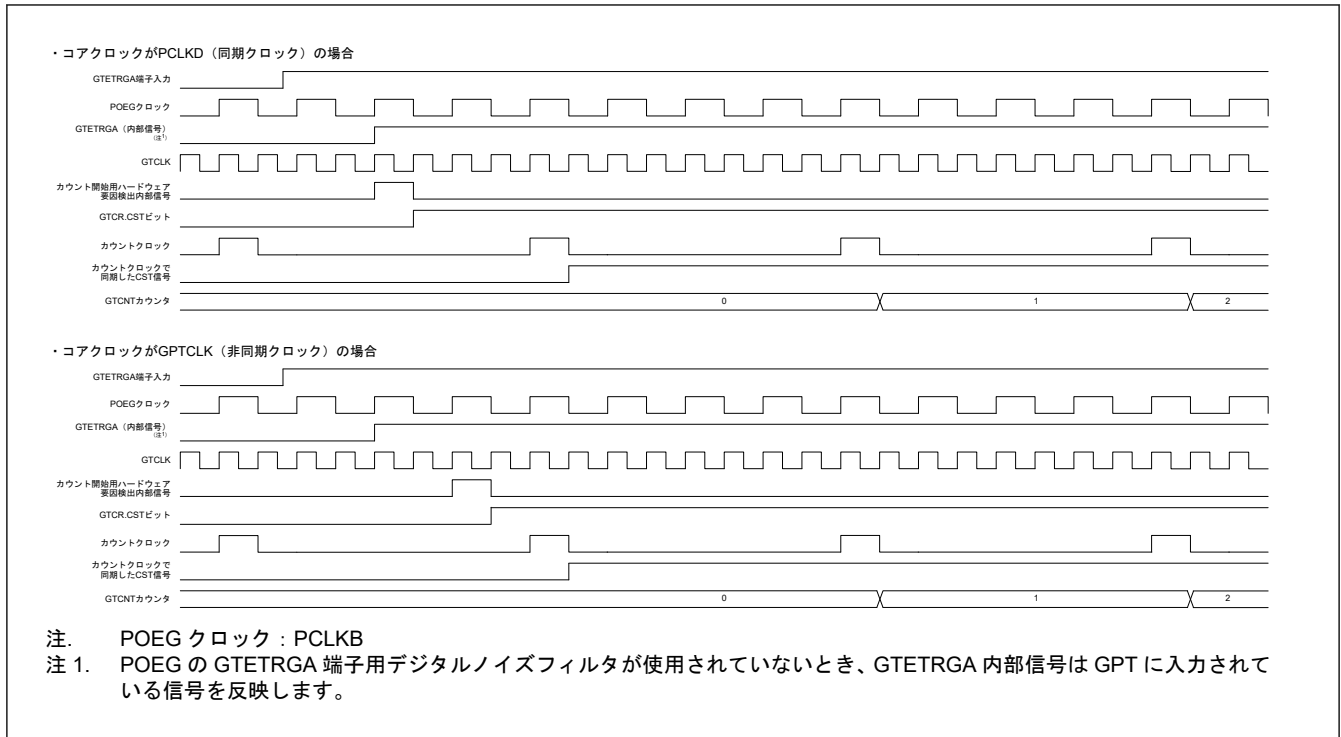 ・コアクロックがPCLKD（同期クロック）の場合
GTETRGA端子入力
POEGクロック
GTETRGA（内部信号）
(注1)
GTCLK
カウント開始用ハードウェア
要因検出内部信号
GTCR.CSTビット
カウントクロック
カウントクロックで
同期したCST信号
GTCNTカウンタ 0 1 2
・コアクロックがGPTCLK（非同期クロック）の場合
GTETRGA端子入力
POEGクロック
GTETRGA（内部信号）
(注1)
GTCLK
カウント開始用ハードウェア
要因検出内部信号
GTCR.CSTビット
カウントクロック
カウントクロックで
同期したCST信号
GTCNTカウンタ 0 1 2
注. POEG クロック：PCLKB
注 1. POEG の GTETRGA 端子用デジタルノイズフィルタが使用されていないとき、GTETRGA 内部信号は GPT に入力されて
いる信号を反映します。